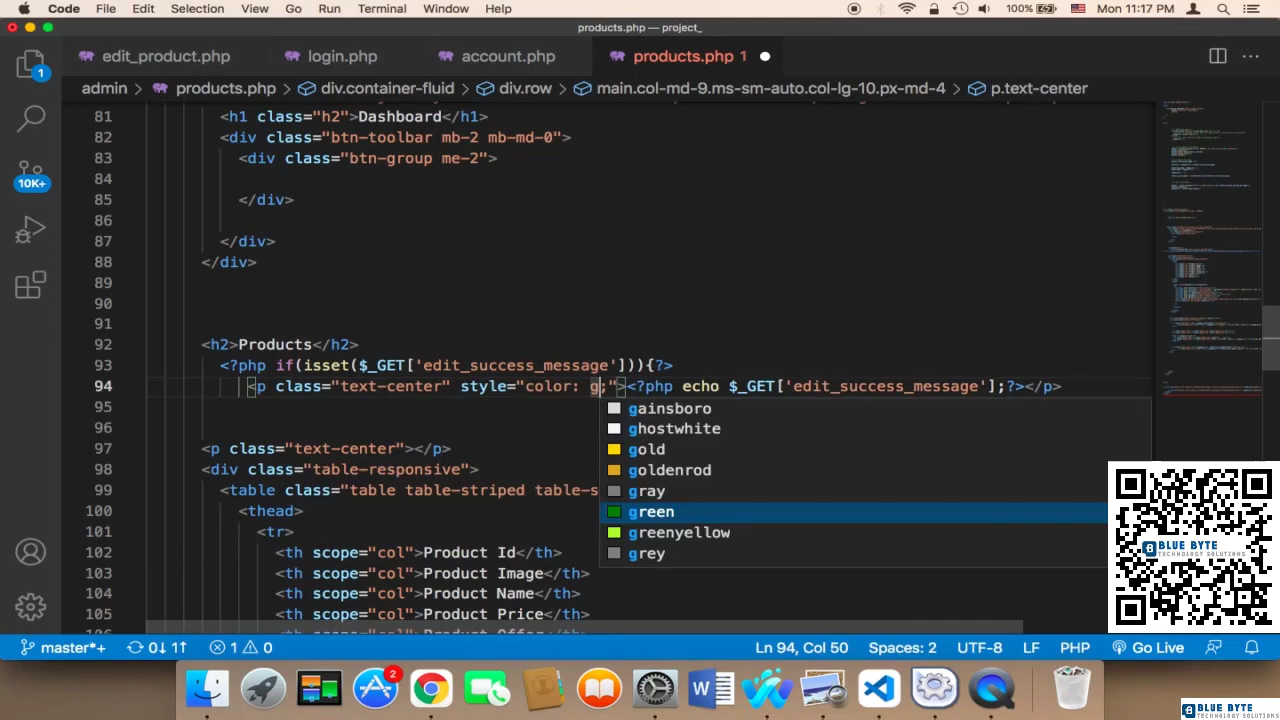 Code File Edit Selection View Go Run Terminal Window Help 100% Mon 11:17 PM
products.php — project_
edit_product.php login.php account.php products.php 1
1
admin > products.php > div.container-fluid > div.row > main.col-md-9.ms-sm-auto.col-lg-10.px-md-4 > p.text-center
81 <h1 class="h2">Dashboard</h1>
82 <div class="btn-toolbar mb-2 mb-md-0">
83 <div class="btn-group me-2">
84
85 </div>
86
87 </div>
88 </div>
89
90
91
92 <h2>Products</h2>
93 <?php if(isset($_GET['edit_success_message'])){?>
94 <p class="text-center" style="color: g;"><?php echo $_GET['edit_success_message'];?></p>
95
96
97 <p class="text-center"></p>
98 <div class="table-responsive">
99 <table class="table table-striped table-s
100 <thead>
101 <tr>
102 <th scope="col">Product Id</th>
103 <th scope="col">Product Image</th>
104 <th scope="col">Product Name</th>
105 <th scope="col">Product Price</th>
10K+
gainsboro
ghostwhite
gold
goldenrod
gray
green
greenyellow
grey
BLUE BYTE
TECHNOLOGY SOLUTIONS
master*+ 0↓ 1↑ 1 0 Ln 94, Col 50 Spaces: 2 UTF-8 LF PHP Go Live
2
BLUE BYTE
TECHNOLOGY SOLUTIONS